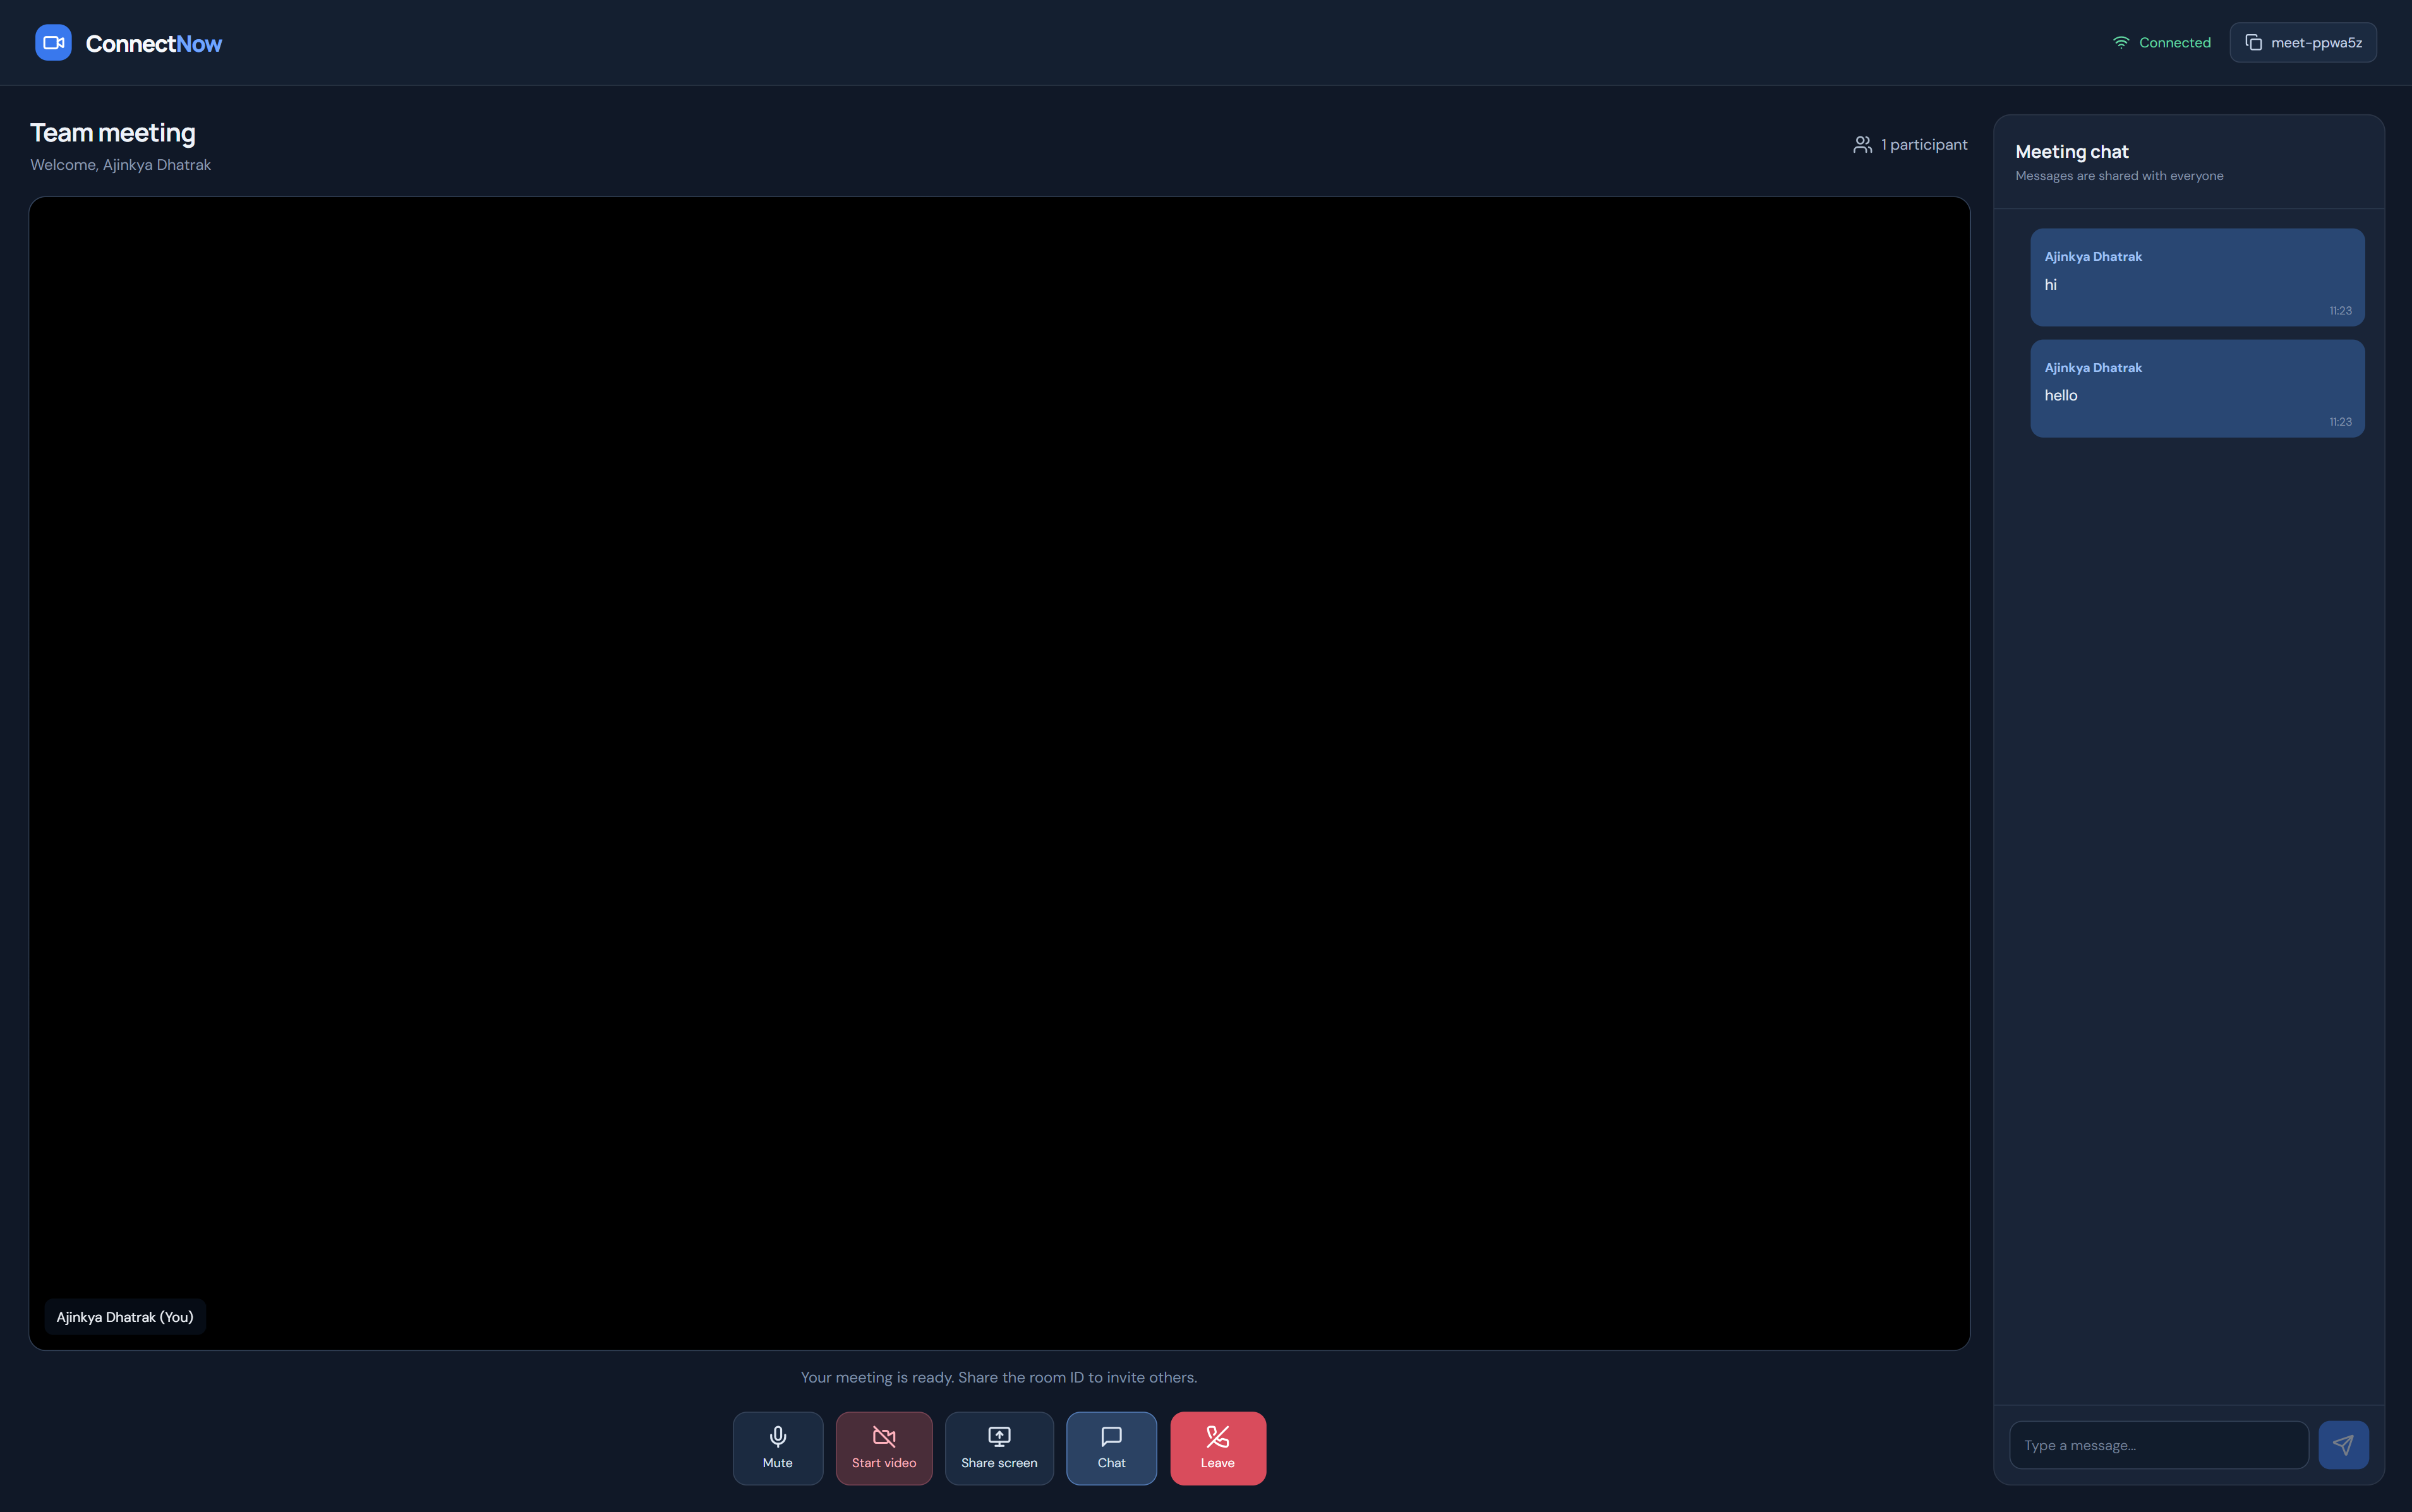 ConnectNow
Connected
meet-ppwa5z
Team meeting
Welcome, Ajinkya Dhatrak
1 participant
Ajinkya Dhatrak (You)
Your meeting is ready. Share the room ID to invite others.
Mute
Start video
Share screen
Chat
Leave
Meeting chat
Messages are shared with everyone
Ajinkya Dhatrak
hi
11:23
Ajinkya Dhatrak
hello
11:23
Type a message...